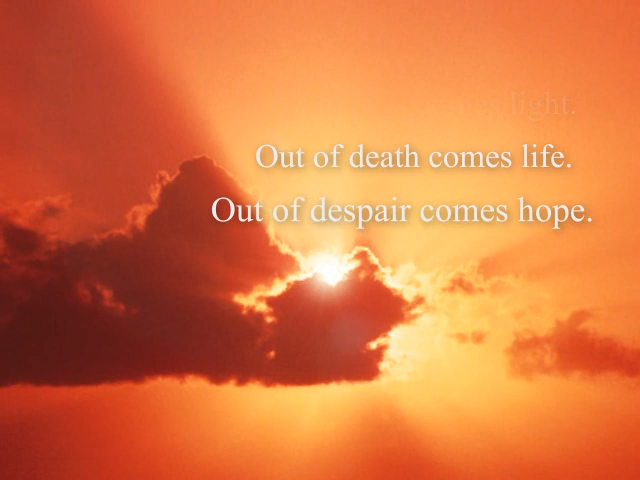 light.
Out of death comes life.
Out of despair comes hope.